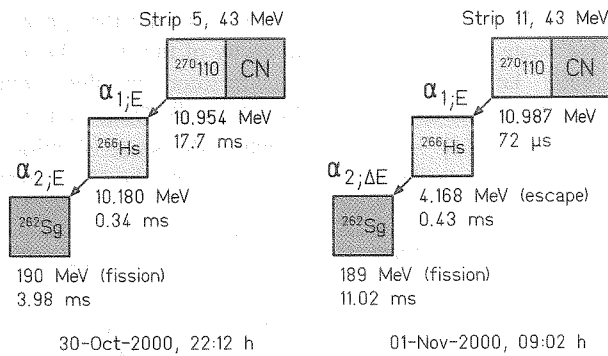 Strip 5, 43 MeV
²⁷⁰110 CN
α₁;E
10.954 MeV
17.7 ms
²⁶⁶Hs
α₂;E
10.180 MeV
0.34 ms
²⁶²Sg
190 MeV (fission)
3.98 ms
30-Oct-2000, 22:12 h
Strip 11, 43 MeV
²⁷⁰110 CN
α₁;E
10.987 MeV
72 µs
²⁶⁶Hs
α₂;ΔE
4.168 MeV (escape)
0.43 ms
²⁶²Sg
189 MeV (fission)
11.02 ms
01-Nov-2000, 09:02 h